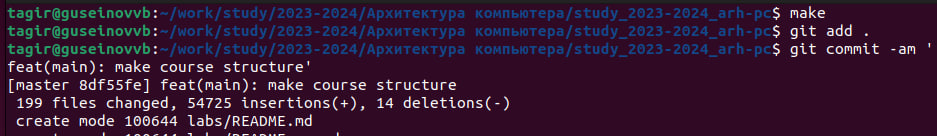 tagir@guseinovvb:~/work/study/2023-2024/Архитектура компьютера/study_2023-2024_arh-pc$ make
tagir@guseinovvb:~/work/study/2023-2024/Архитектура компьютера/study_2023-2024_arh-pc$ git add .
tagir@guseinovvb:~/work/study/2023-2024/Архитектура компьютера/study_2023-2024_arh-pc$ git commit -am '
feat(main): make course structure'
[master 8df55fe] feat(main): make course structure
 199 files changed, 54725 insertions(+), 14 deletions(-)
 create mode 100644 labs/README.md